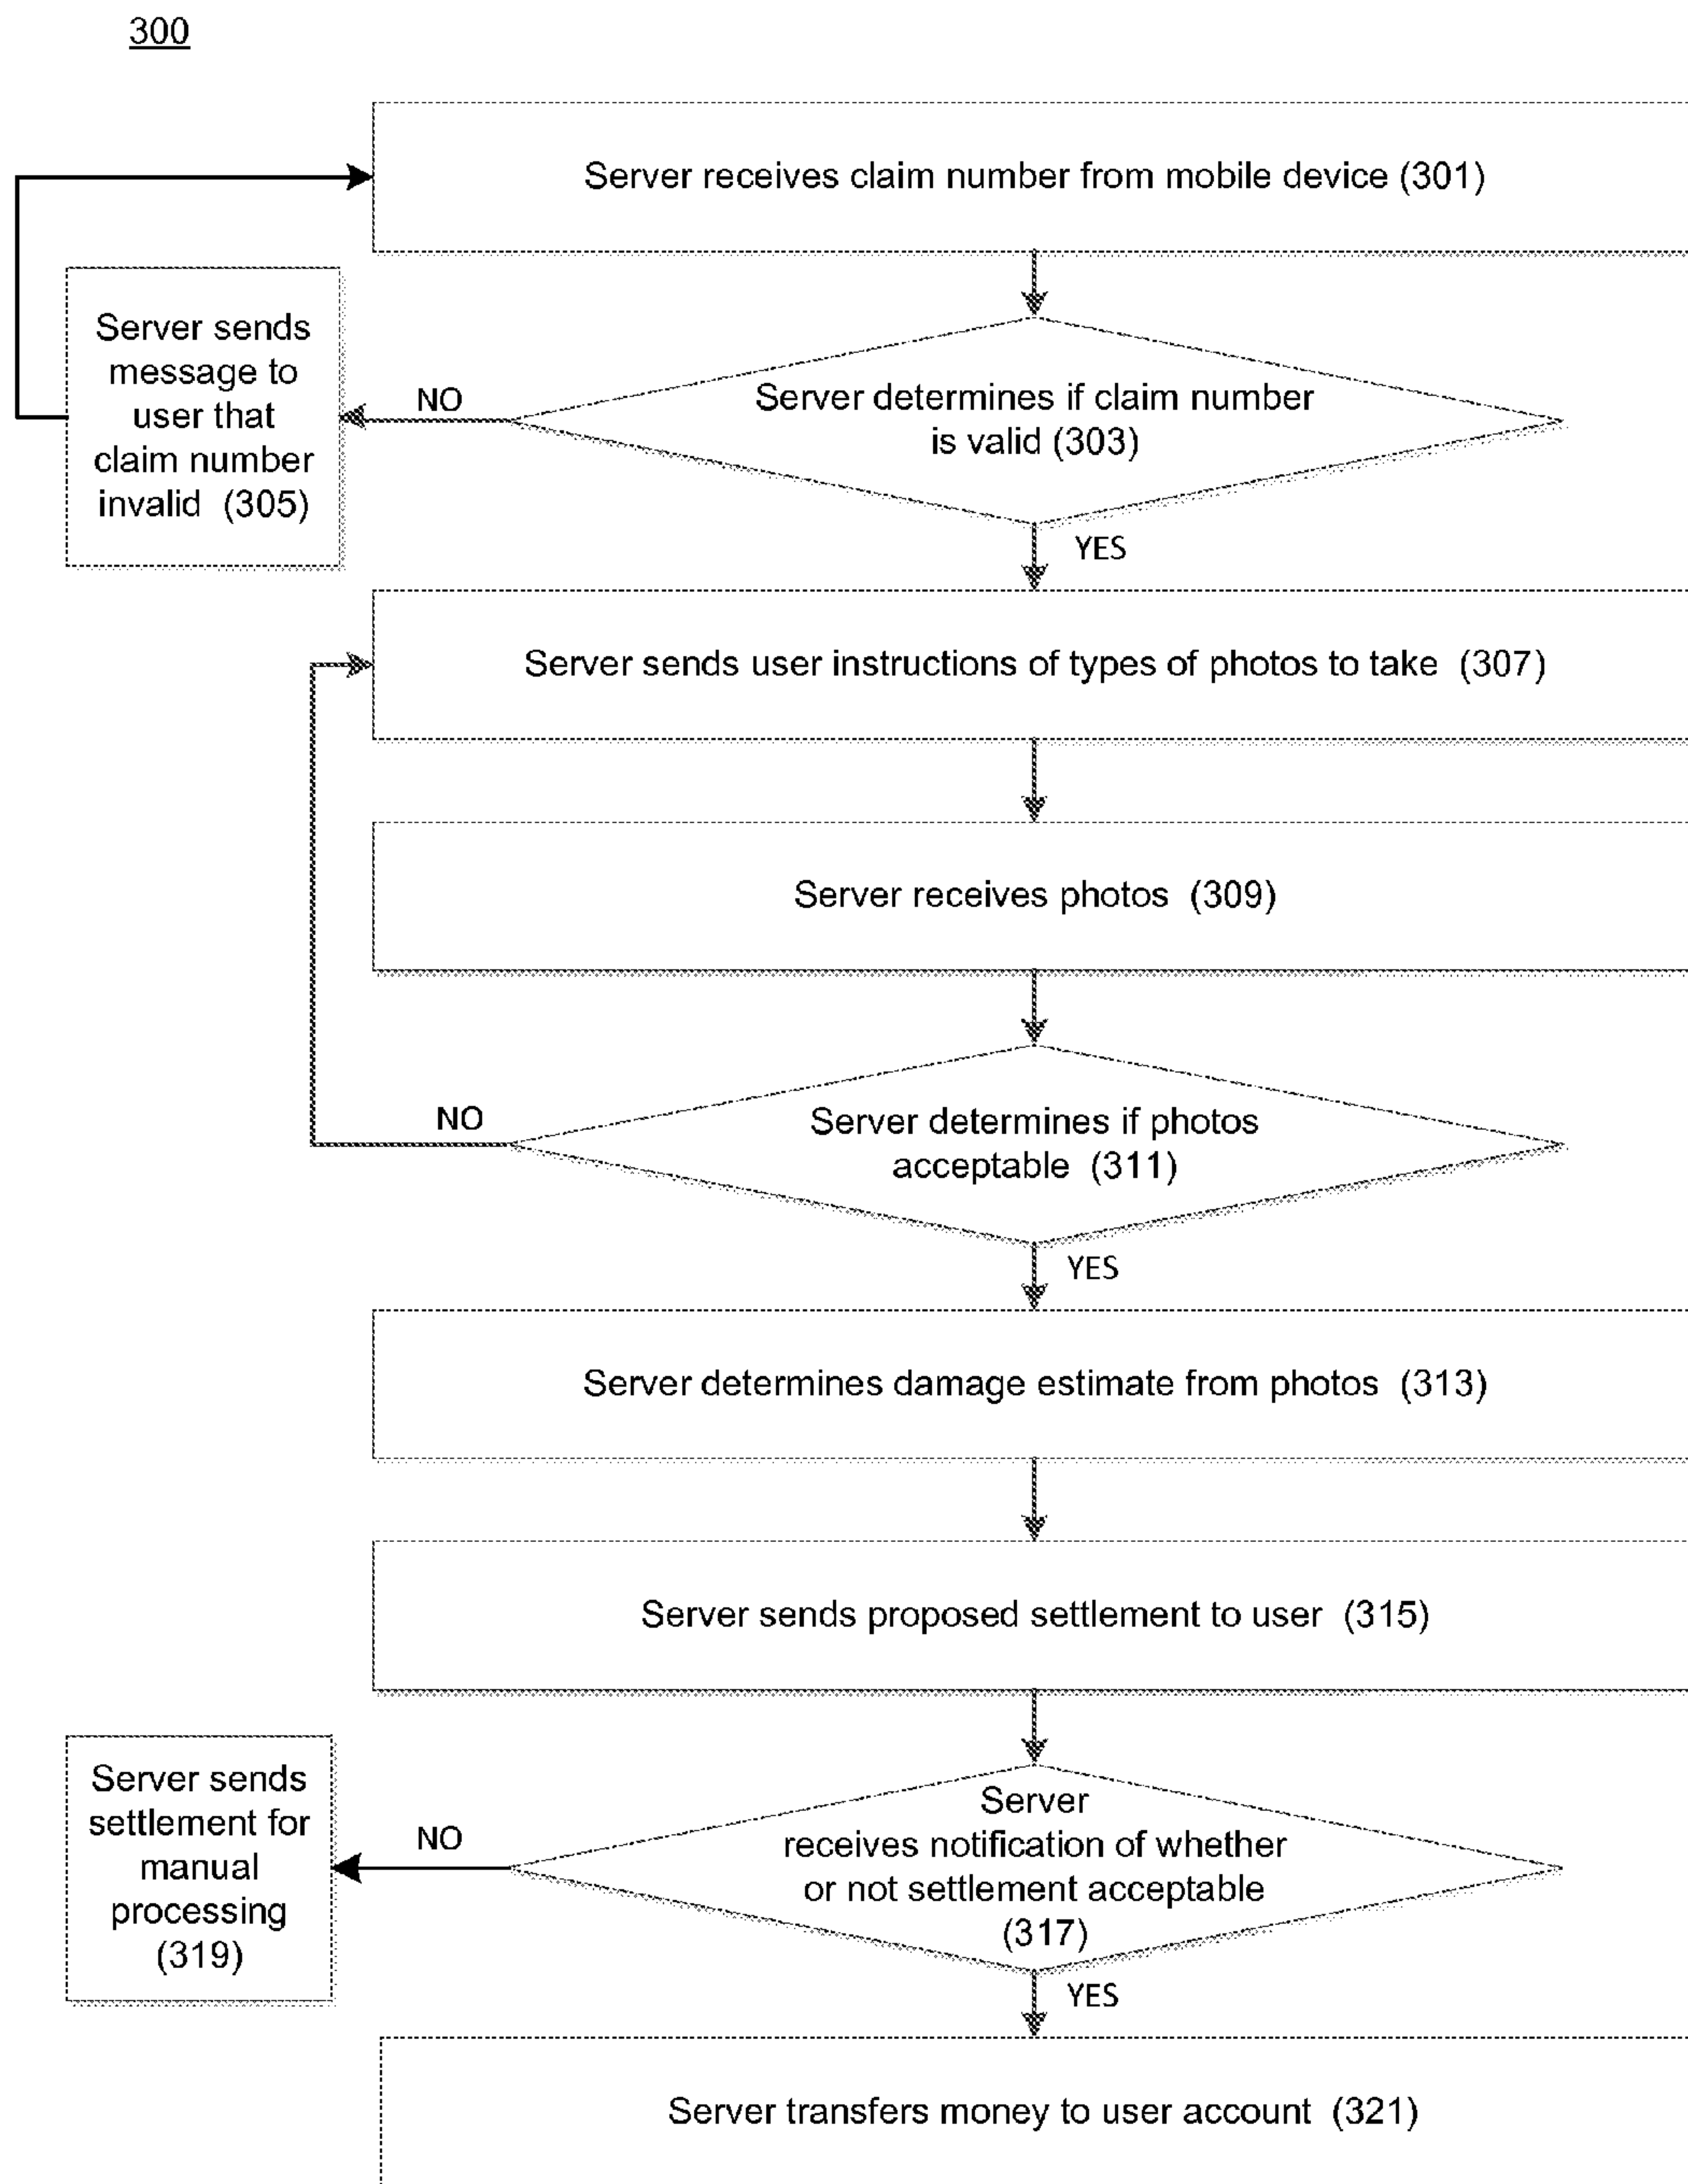 300
Server receives claim number from mobile device (301)
Server sends
message to
user that
claim number
invalid (305)
NO
Server determines if claim number
is valid (303)
YES
Server sends user instructions of types of photos to take (307)
Server receives photos (309)
NO
Server determines if photos
acceptable (311)
YES
Server determines damage estimate from photos (313)
Server sends proposed settlement to user (315)
Server sends
settlement for
manual
processing
(319)
NO
Server
receives notification of whether
or not settlement acceptable
(317)
YES
Server transfers money to user account (321)